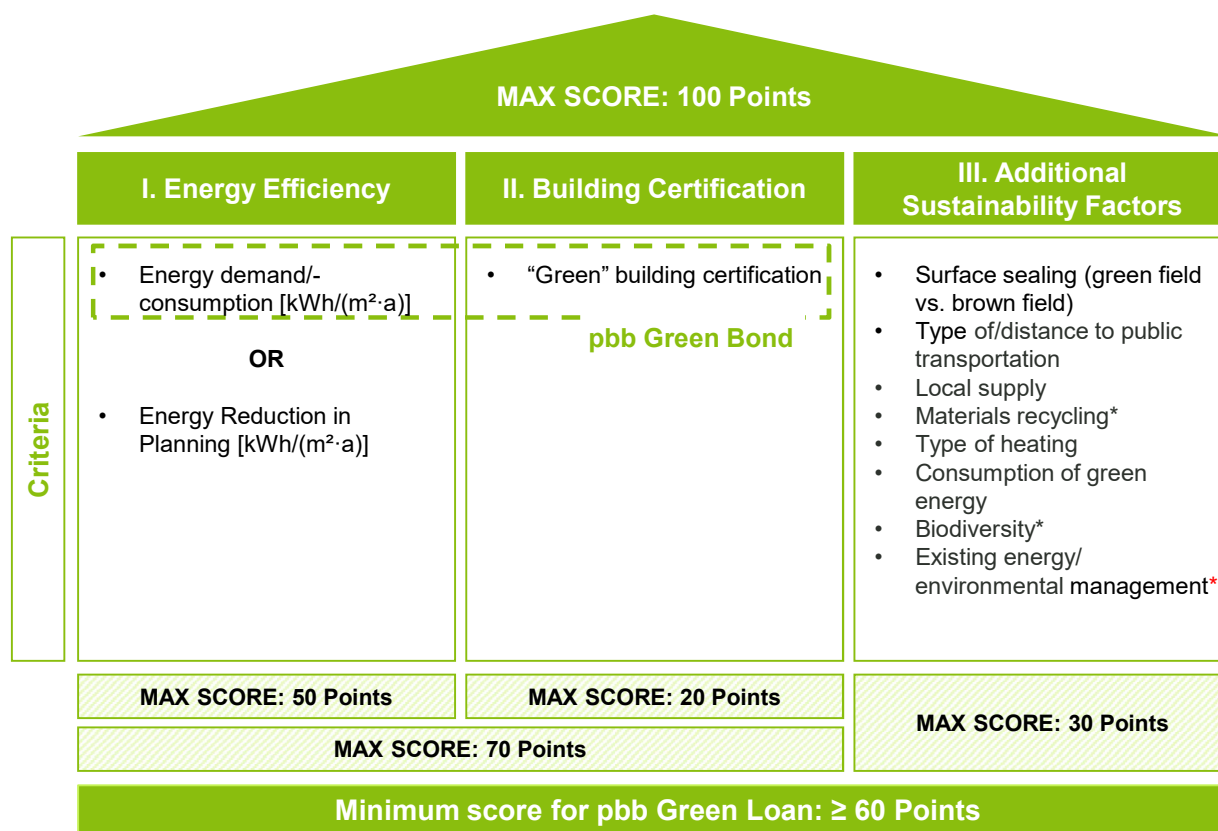 MAX SCORE: 100 Points
I. Energy Efficiency
II. Building Certification
III. Additional
Sustainability Factors
Criteria
• Energy demand/-
consumption [kWh/(m²·a)]
OR
• Energy Reduction in
Planning [kWh/(m²·a)]
• “Green” building certification
pbb Green Bond
• Surface sealing (green field
vs. brown field)
• Type of/distance to public
transportation
• Local supply
• Materials recycling*
• Type of heating
• Consumption of green
energy
• Biodiversity*
• Existing energy/
environmental management*
MAX SCORE: 50 Points
MAX SCORE: 20 Points
MAX SCORE: 70 Points
MAX SCORE: 30 Points
Minimum score for pbb Green Loan: ≥ 60 Points